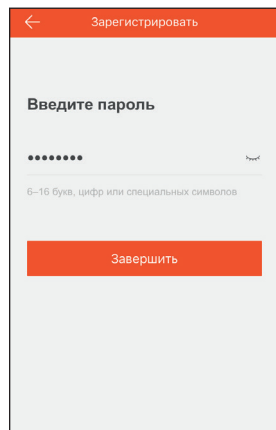 Зарегистрировать
Введите пароль
••••••••
6–16 букв, цифр или специальных символов
Завершить